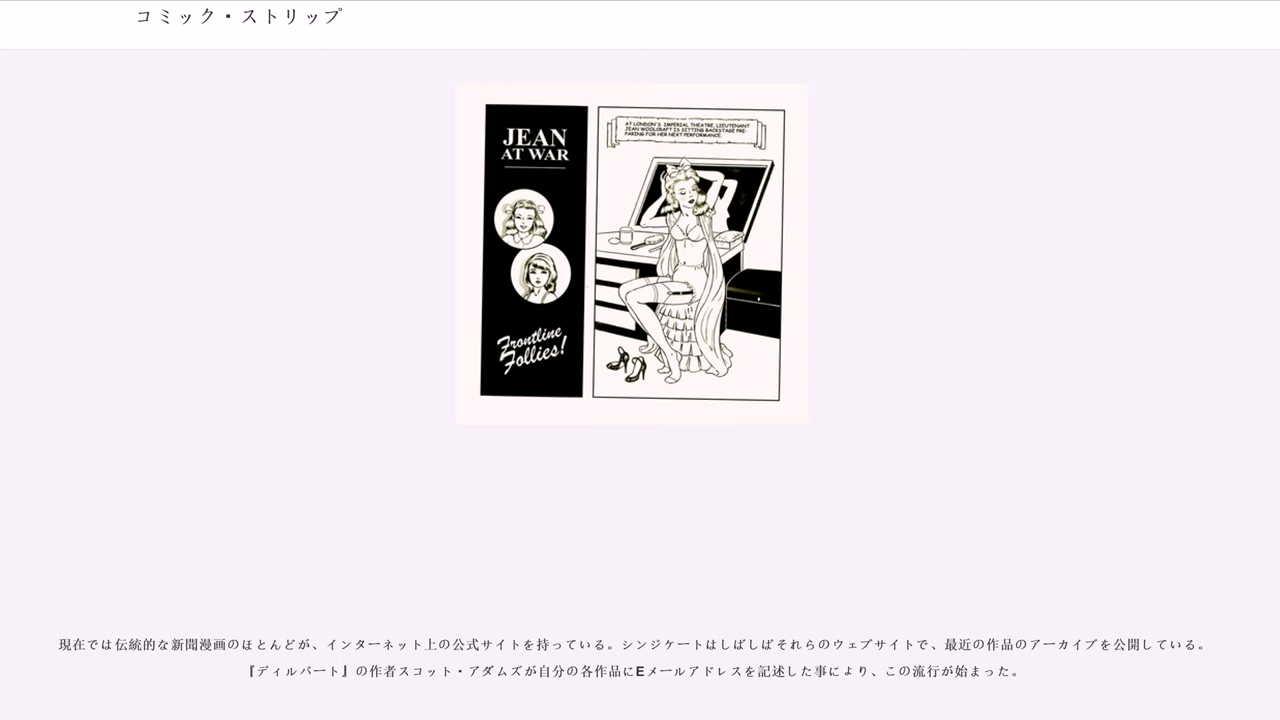 コミック・ストリップ
JEAN
AT WAR
Frontline
Follies!
AT LONDON'S IMPERIAL THEATRE, LIEUTENANT
JEAN WOOLCRAFT IS SITTING BACKSTAGE PRE-
PARING FOR HER NEXT PERFORMANCE.
現在では伝統的な新聞漫画のほとんどが、インターネット上の公式サイトを持っている。シンジケートはしばしばそれらのウェブサイトで、最近の作品のアーカイブを公開している。
『ディルバート』の作者スコット・アダムズが自分の各作品にEメールアドレスを記述した事により、この流行が始まった。